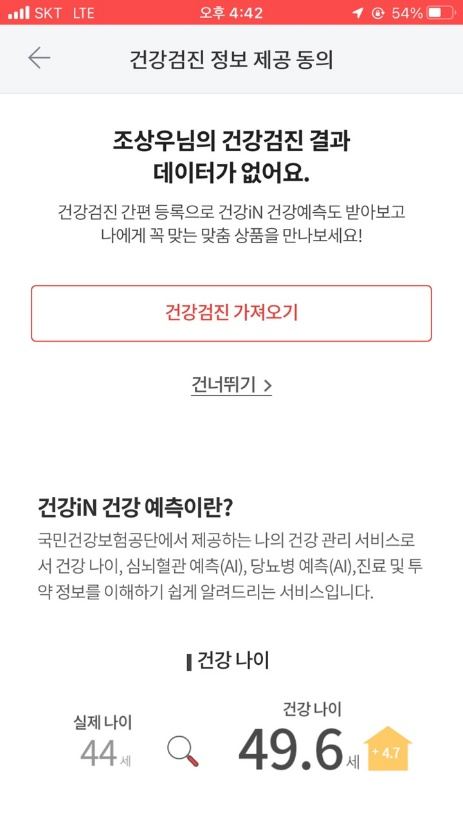 SKT LTE 오후 4:42 54%
건강검진 정보 제공 동의
조상우님의 건강검진 결과
데이터가 없어요.
건강검진 간편 등록으로 건강iN 건강예측도 받아보고
나에게 꼭 맞는 맞춤 상품을 만나보세요!
건강검진 가져오기
건너뛰기 >
건강iN 건강 예측이란?
국민건강보험공단에서 제공하는 나의 건강 관리 서비스로
서 건강 나이, 심뇌혈관 예측(AI), 당뇨병 예측(AI),진료 및 투
약 정보를 이해하기 쉽게 알려드리는 서비스입니다.
건강 나이
실제 나이
44 세
건강 나이
49.6 세
+ 4.7